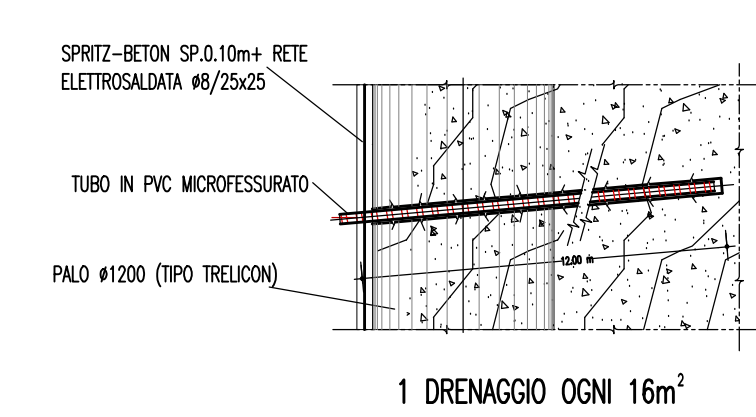 SPRITZ-BETON SP.0.10m+ RETE
ELETTROSALDATA ø8/25x25
TUBO IN PVC MICROFESSURATO
12.00 m
PALO ø1200 (TIPO TRELICON)
1 DRENAGGIO OGNI 16m²